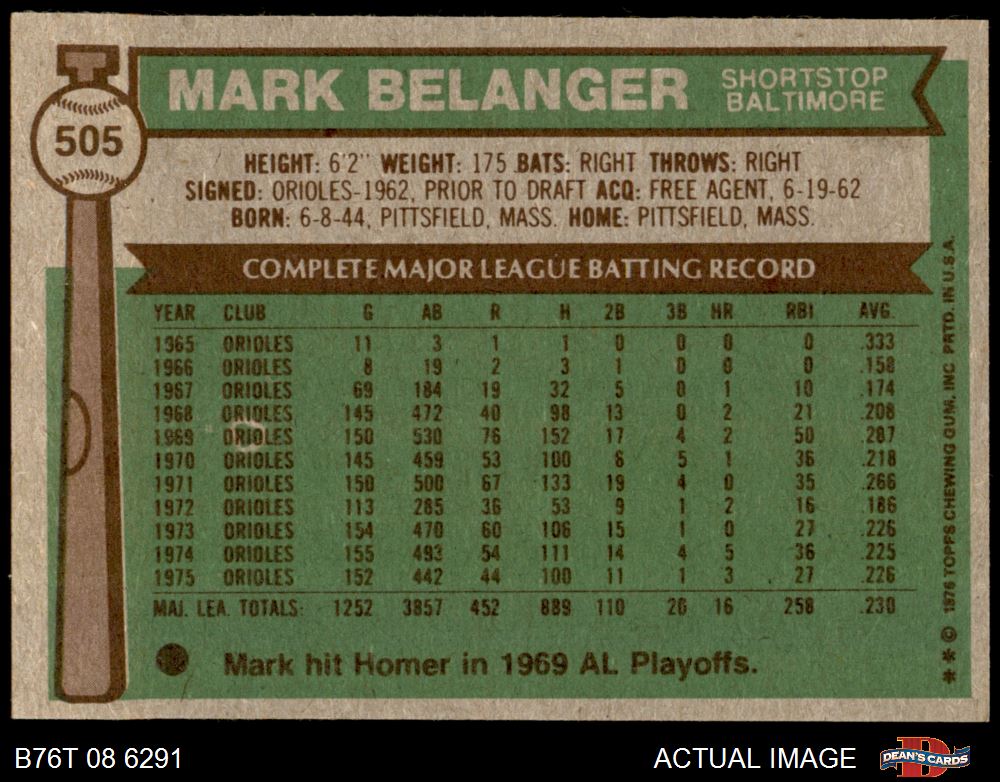 MARK BELANGER
SHORTSTOP
BALTIMORE
505
HEIGHT: 6'2" WEIGHT: 175 BATS: RIGHT THROWS: RIGHT
SIGNED: ORIOLES-1962, PRIOR TO DRAFT ACQ: FREE AGENT, 6-19-62
BORN: 6-8-44, PITTSFIELD, MASS. HOME: PITTSFIELD, MASS.
COMPLETE MAJOR LEAGUE BATTING RECORD
YEAR CLUB G AB R H 2B 3B HR RBI AVG.
1965 ORIOLES 11 3 1 1 0 0 0 0 .333
1966 ORIOLES 8 19 2 3 1 0 0 0 .158
1967 ORIOLES 69 184 19 32 5 0 1 10 .174
1968 ORIOLES 145 472 40 98 13 0 2 21 .208
1969 ORIOLES 150 530 76 152 17 4 2 50 .287
1970 ORIOLES 145 459 53 100 6 5 1 36 .218
1971 ORIOLES 150 500 67 133 19 4 0 35 .266
1972 ORIOLES 113 285 36 53 9 1 2 16 .186
1973 ORIOLES 154 470 60 106 15 1 0 27 .226
1974 ORIOLES 155 493 54 111 14 4 5 36 .225
1975 ORIOLES 152 442 44 100 11 1 3 27 .226
MAJ. LEA. TOTALS: 1252 3857 452 889 110 20 16 258 .230
Mark hit Homer in 1969 AL Playoffs.
** © 1976 TOPPS CHEWING GUM, INC PRTD. IN U.S.A.
B76T 08 6291
ACTUAL IMAGE
DEAN'S CARDS